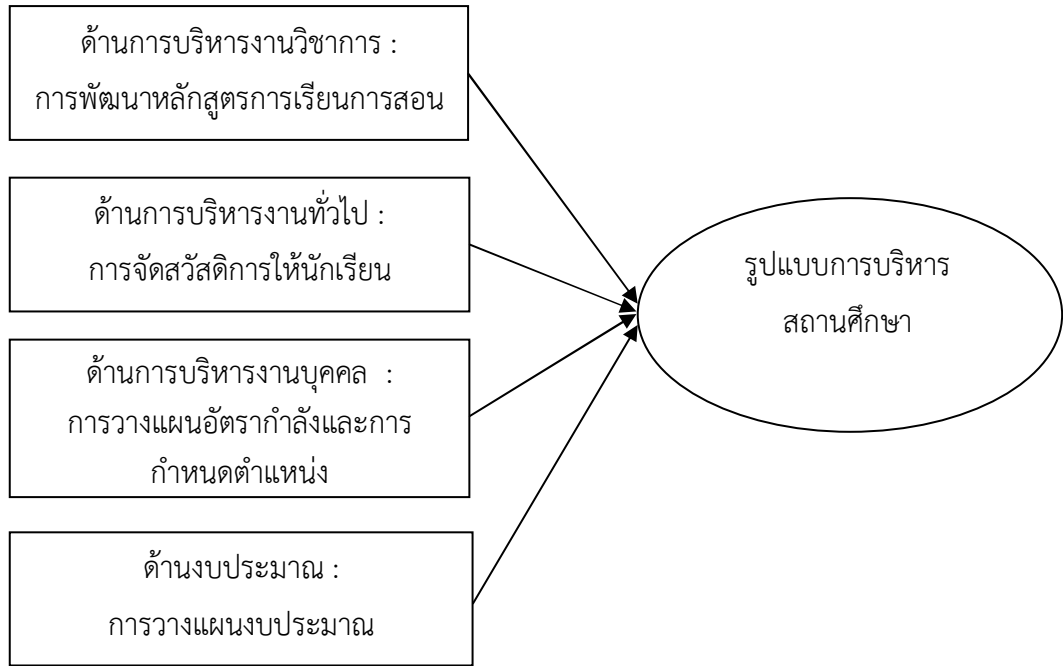 ด้านการบริหารงานวิชาการ :
การพัฒนาหลักสูตรการเรียนการสอน
ด้านการบริหารงานทั่วไป :
การจัดสวัสดิการให้นักเรียน
ด้านการบริหารงานบุคคล :
การวางแผนอัตรากำลังและการ
กำหนดตำแหน่ง
ด้านงบประมาณ :
การวางแผนงบประมาณ
รูปแบบการบริหาร
สถานศึกษา